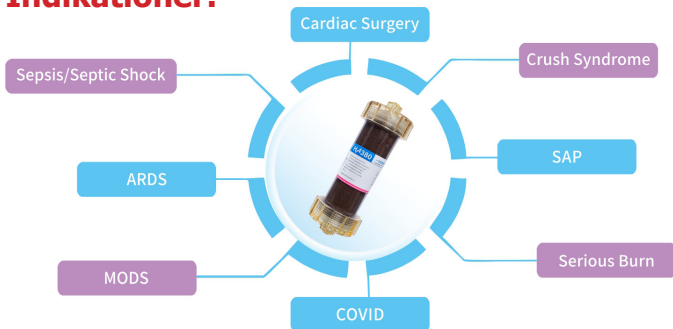 Indikationer:
Cardiac Surgery
Sepsis/Septic Shock
Crush Syndrome
HA380
SAP
ARDS
Serious Burn
MODS
COVID